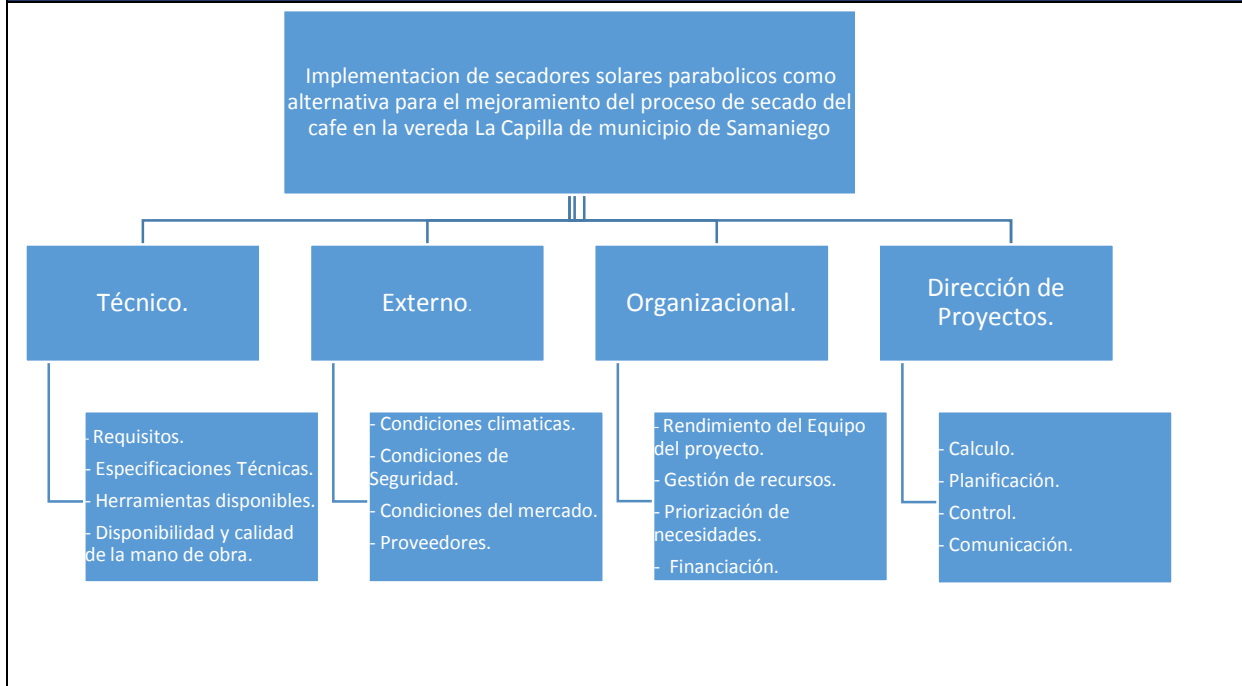 Implementacion de secadores solares parabolicos como
alternativa para el mejoramiento del proceso de secado del
cafe en la vereda La Capilla de municipio de Samaniego
Técnico.
Externo.
Organizacional.
Dirección de
Proyectos.
- Requisitos.
- Especificaciones Técnicas.
- Herramientas disponibles.
- Disponibilidad y calidad
de la mano de obra.
- Condiciones climaticas.
- Condiciones de
Seguridad.
- Condiciones del mercado.
- Proveedores.
- Rendimiento del Equipo
del proyecto.
- Gestión de recursos.
- Priorización de
necesidades.
- Financiación.
- Calculo.
- Planificación.
- Control.
- Comunicación.